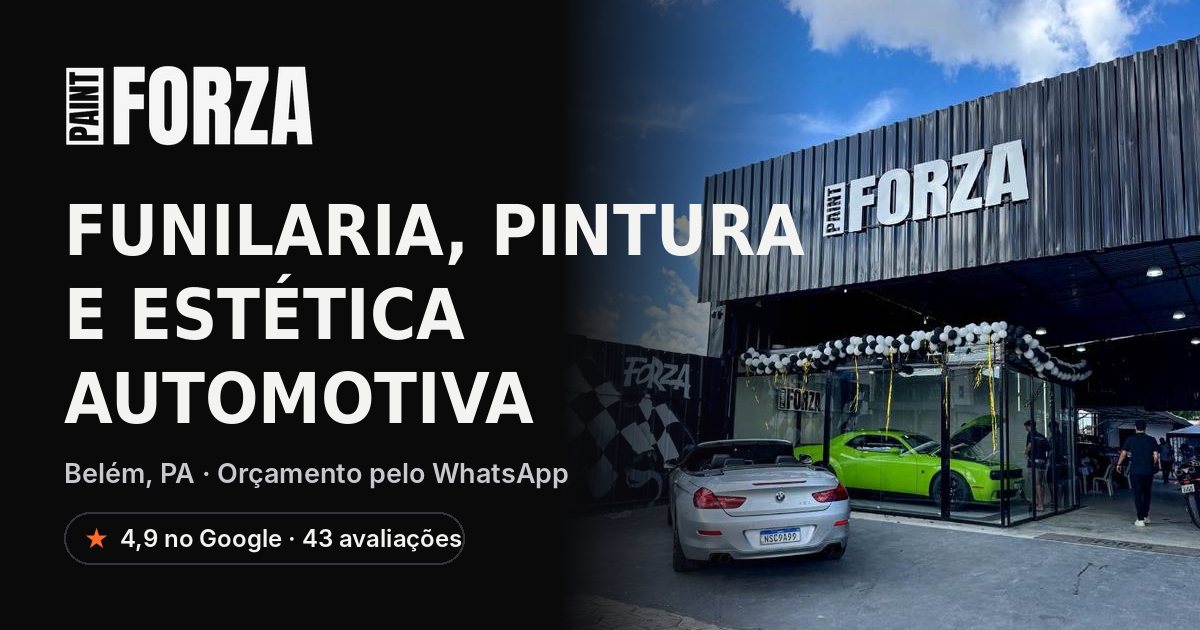 PAINT FORZA
FUNILARIA, PINTURA
E ESTÉTICA
AUTOMOTIVA
Belém, PA · Orçamento pelo WhatsApp
★ 4,9 no Google · 43 avaliações
PAINT FORZA
FORZA
FORZA
NSC9A99